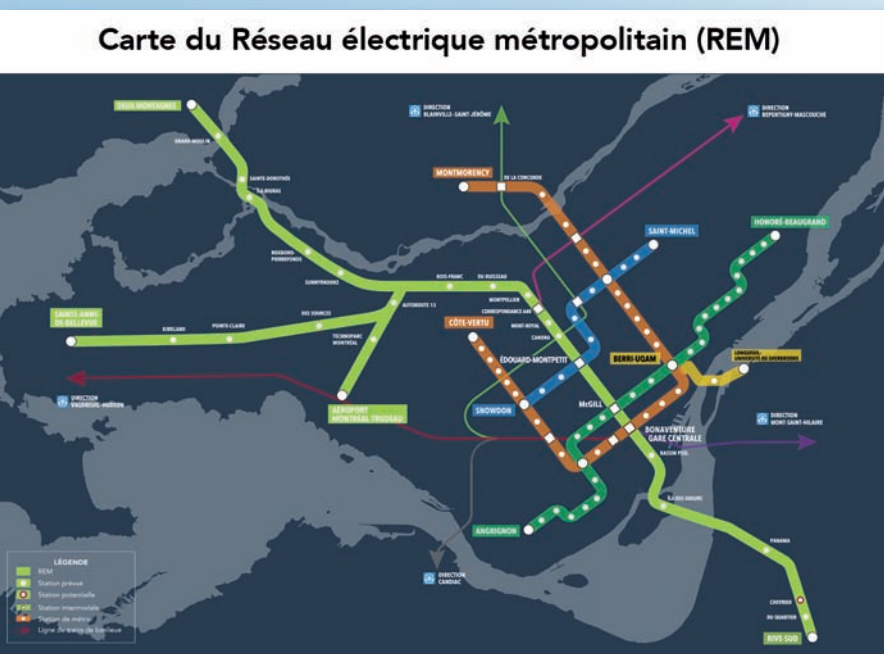 Carte du Réseau électrique métropolitain (REM)
DEUX-MONTAGNES
GRAND-MOULIN
SAINTE-DOROTHÉE
ÎLE-BIGRAS
ROXBORO-
PIERREFONDS
SUNNYBROOKE
BOIS-FRANC
DU RUISSEAU
MONTPELLIER
CORRESPONDANCE A40
MONT-ROYAL
CANORA
AUTOROUTE 13
DES SOURCES
POINTE-CLAIRE
KIRKLAND
SAINTE-ANNE-
DE-BELLEVUE
TECHNOPARC
MONTRÉAL
AÉROPORT
MONTRÉAL-TRUDEAU
DIRECTION
VAUDREUIL-HUDSON
DIRECTION
BLAINVILLE-SAINT-JÉRÔME
DIRECTION
REPENTIGNY-MASCOUCHE
MONTMORENCY
DE LA CONCORDE
SAINT-MICHEL
HONORÉ-BEAUGRAND
CÔTE-VERTU
ÉDOUARD-MONTPETIT
BERRI-UQAM
LONGUEUIL-
UNIVERSITÉ-DE-SHERBROOKE
SNOWDON
McGILL
BONAVENTURE
GARE CENTRALE
BASSIN PEEL
DIRECTION
MONT-SAINT-HILAIRE
ÎLE-DES-SOEURS
ANGRIGNON
DIRECTION
CANDIAC
PANAMA
CHEVRIER
DU QUARTIER
RIVE-SUD
LÉGENDE
REM
Station prévue
Station potentielle
Station intermodale
Station de métro
Ligne de trains de banlieue